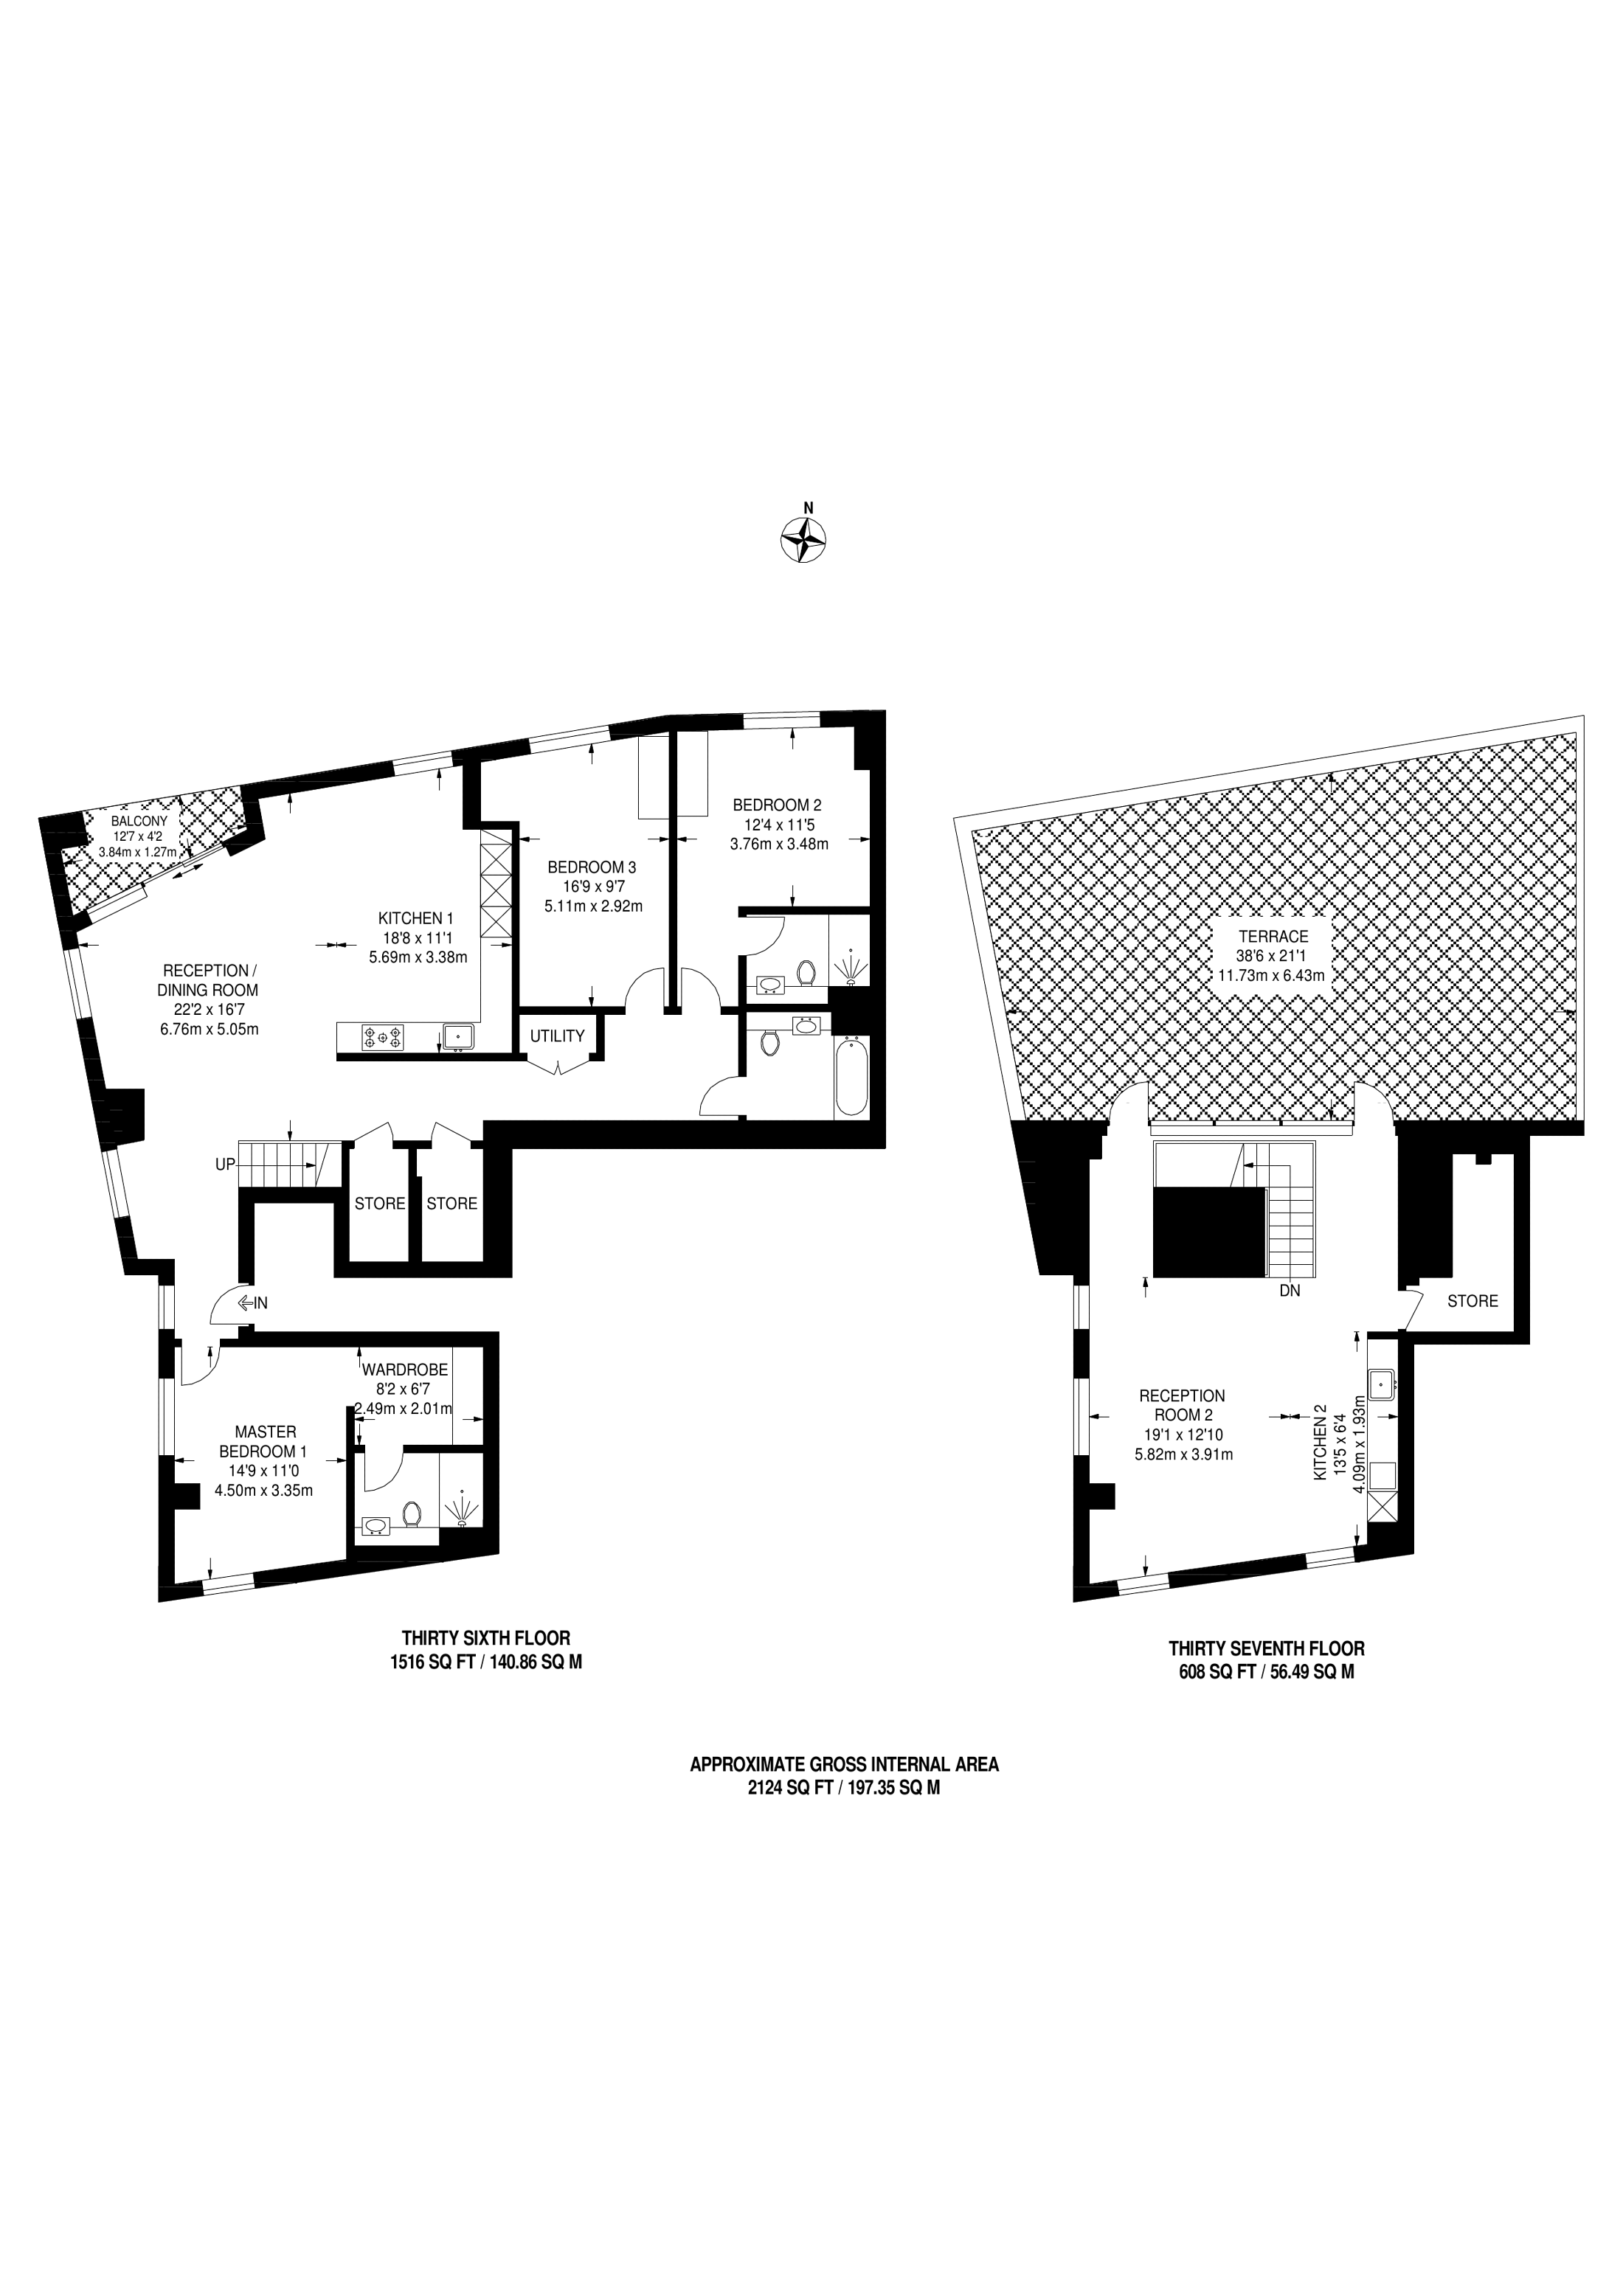 N
BALCONY
12'7 x 4'2
3.84m x 1.27m
BEDROOM 2
12'4 x 11'5
3.76m x 3.48m
BEDROOM 3
16'9 x 9'7
5.11m x 2.92m
KITCHEN 1
18'8 x 11'1
5.69m x 3.38m
RECEPTION /
DINING ROOM
22'2 x 16'7
6.76m x 5.05m
UTILITY
UP
STORE
STORE
IN
WARDROBE
8'2 x 6'7
2.49m x 2.01m
MASTER
BEDROOM 1
14'9 x 11'0
4.50m x 3.35m
THIRTY SIXTH FLOOR
1516 SQ FT / 140.86 SQ M
TERRACE
38'6 x 21'1
11.73m x 6.43m
DN
STORE
RECEPTION
ROOM 2
19'1 x 12'10
5.82m x 3.91m
KITCHEN 2
13'5 x 6'4
4.09m x 1.93m
THIRTY SEVENTH FLOOR
608 SQ FT / 56.49 SQ M
APPROXIMATE GROSS INTERNAL AREA
2124 SQ FT / 197.35 SQ M